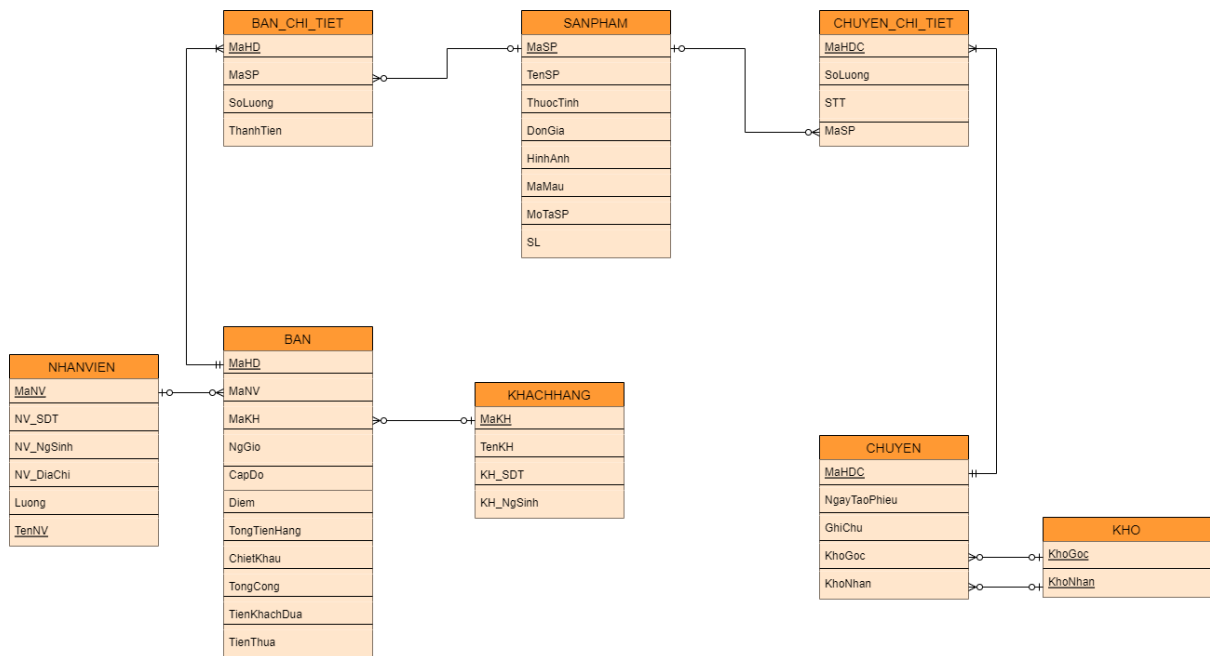 BAN_CHI_TIET
MaHD
MaSP
SoLuong
ThanhTien
SANPHAM
MaSP
TenSP
ThuocTinh
DonGia
HinhAnh
MaMau
MoTaSP
SL
CHUYEN_CHI_TIET
MaHDC
SoLuong
STT
MaSP
NHANVIEN
MaNV
NV_SDT
NV_NgSinh
NV_DiaChi
Luong
TenNV
BAN
MaHD
MaNV
MaKH
NgGio
CapDo
Diem
TongTienHang
ChietKhau
TongCong
TienKhachDua
TienThua
KHACHHANG
MaKH
TenKH
KH_SDT
KH_NgSinh
CHUYEN
MaHDC
NgayTaoPhieu
GhiChu
KhoGoc
KhoNhan
KHO
KhoGoc
KhoNhan